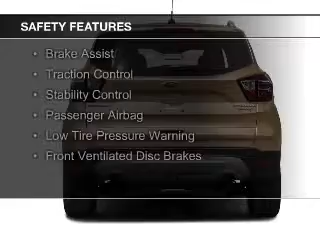 SAFETY FEATURES
• Brake Assist
• Traction Control
• Stability Control
• Passenger Airbag
• Low Tire Pressure Warning
• Front Ventilated Disc Brakes